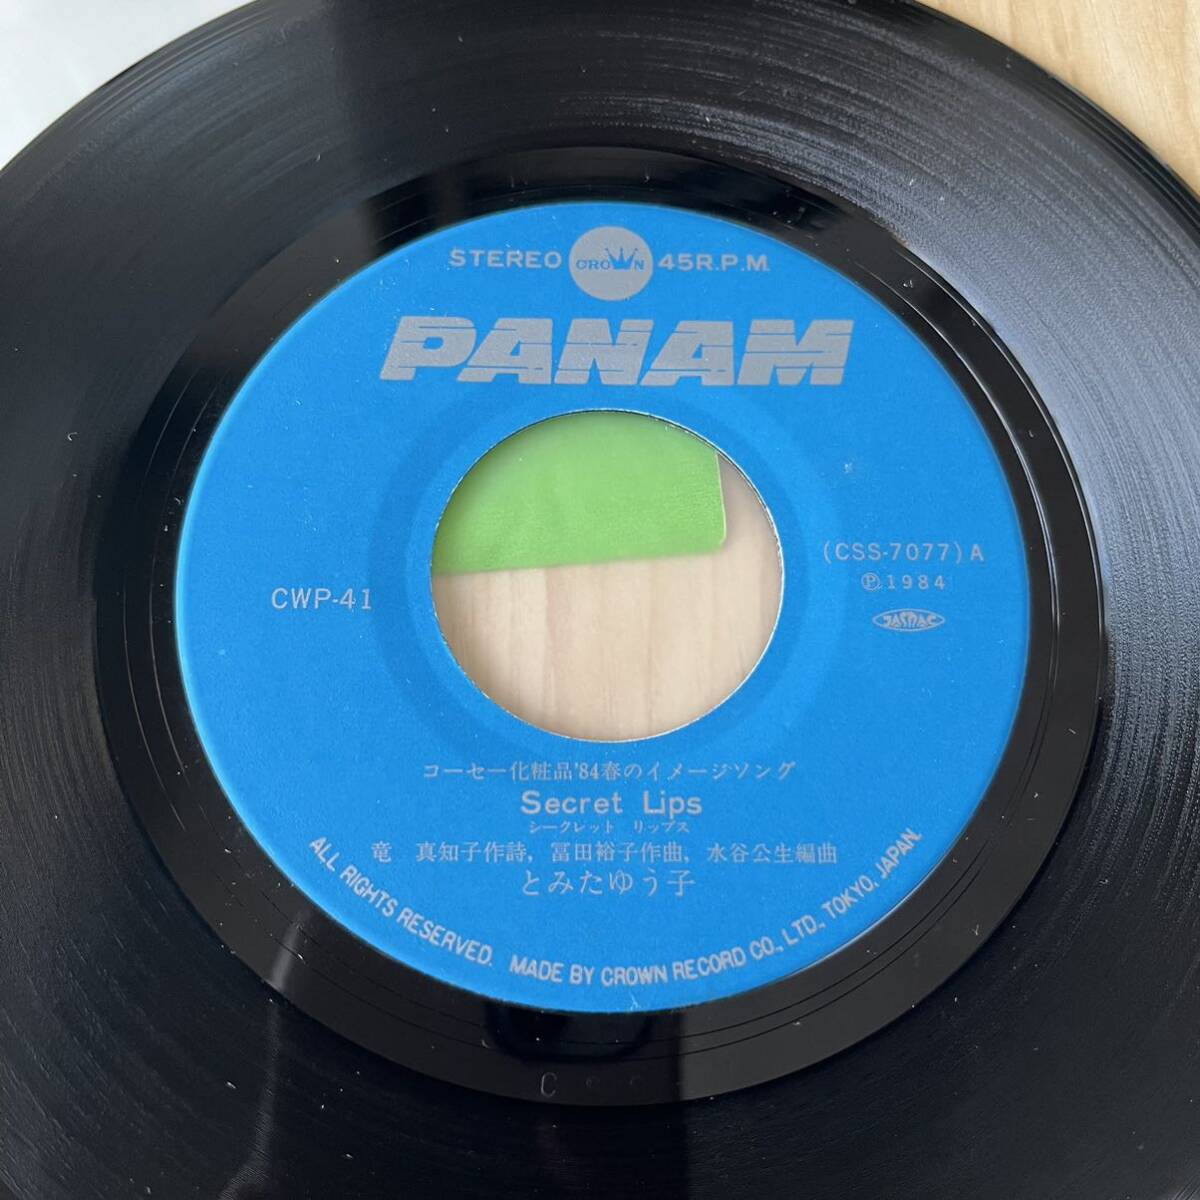 STEREO CROWN 45R.P.M.
PANAM
(CSS-7077) A
Ⓟ1984
JASRAC
CWP-41
コーセー化粧品'84春のイメージソング
Secret Lips
シークレット リップス
竜 真知子作詩, 冨田裕子作曲, 水谷公生編曲
とみたゆう子
ALL RIGHTS RESERVED. MADE BY CROWN RECORD CO., LTD., TOKYO, JAPAN.
C